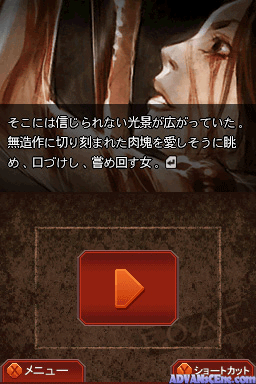 そこには信じられない光景が広がっていた。
無造作に切り刻まれた肉塊を愛しそうに眺
め、口づけし、嘗め回す女。
X メニュー
Y ショートカット
ADVANsCEne.com